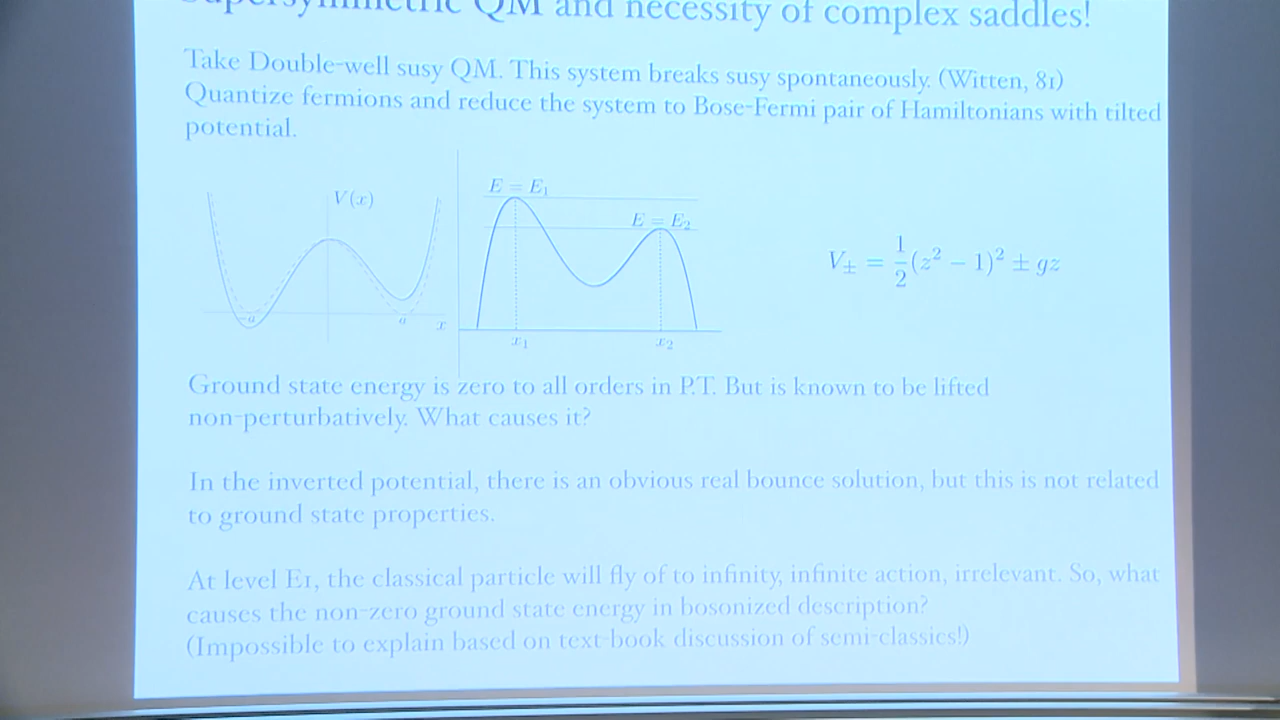 Supersymmetric QM and necessity of complex saddles!
Take Double-well susy QM. This system breaks susy spontaneously. (Witten, 81)
Quantize fermions and reduce the system to Bose-Fermi pair of Hamiltonians with tilted
potential.
V(x)
-a
a
x
E = E₁
E = E₂
x₁
x₂
V± = 1/2 (z² − 1)² ± gz
Ground state energy is zero to all orders in P.T. But is known to be lifted
non-perturbatively. What causes it?
In the inverted potential, there is an obvious real bounce solution, but this is not related
to ground state properties.
At level E1, the classical particle will fly of to infinity, infinite action, irrelevant. So, what
causes the non-zero ground state energy in bosonized description?
(Impossible to explain based on text book discussion of semi-classics!)